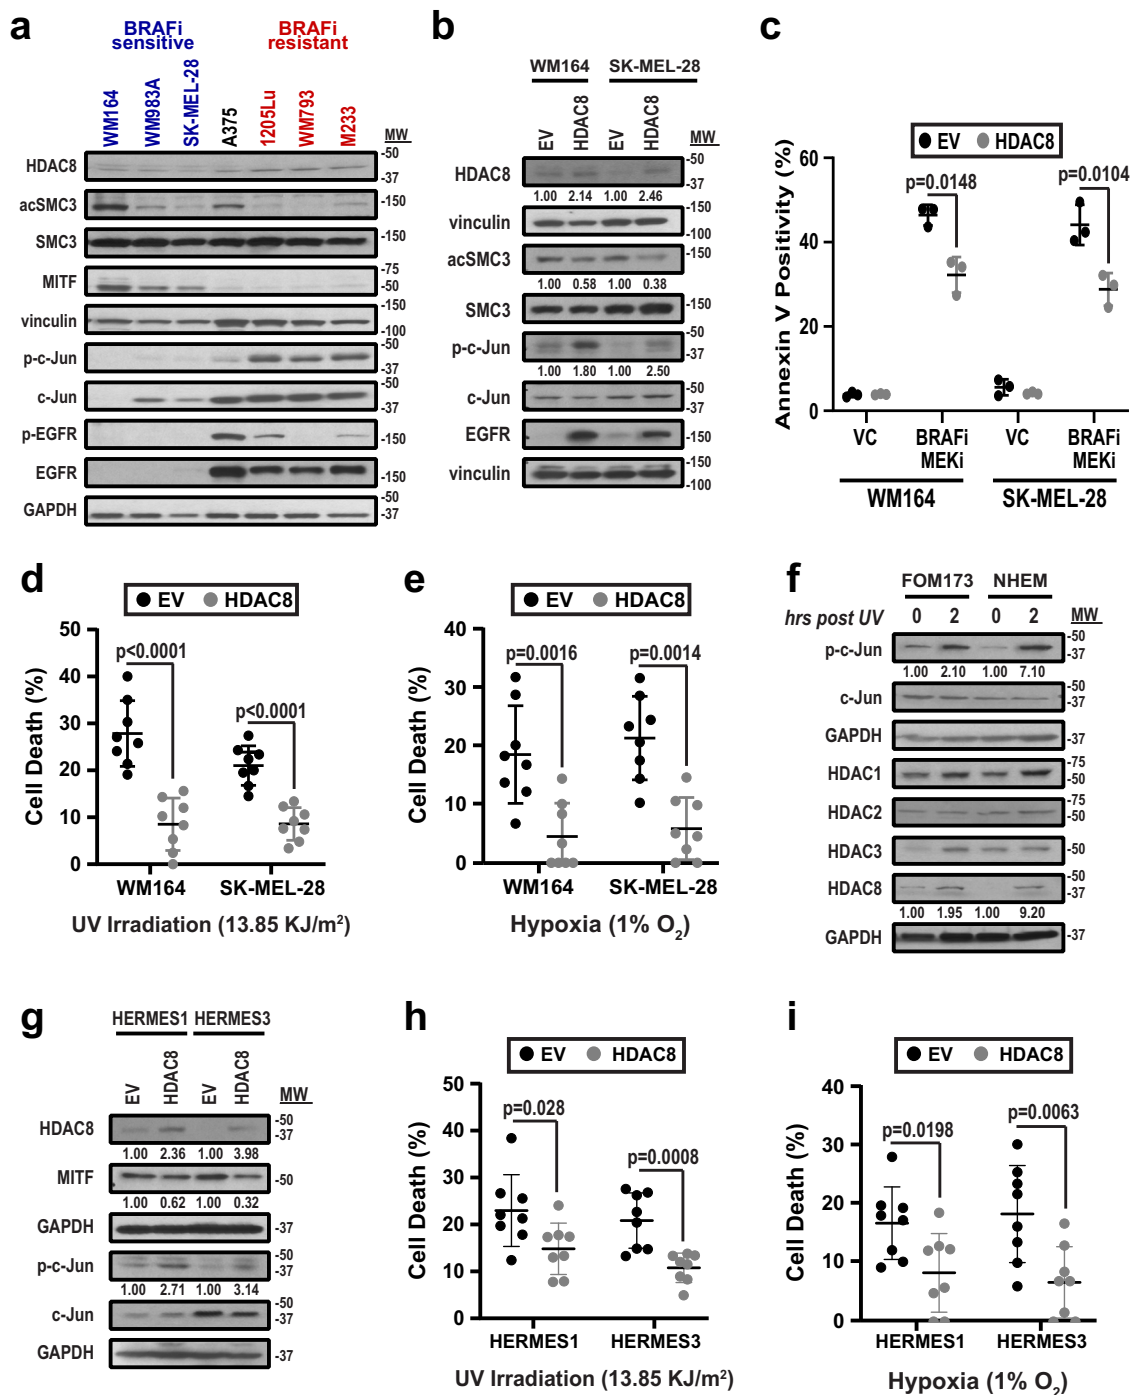 a
BRAFi
sensitive
BRAFi
resistant
WM164
WM983A
SK-MEL-28
A375
1205Lu
WM793
M233
MW
HDAC8
-50
-37
acSMC3
-150
SMC3
-150
MITF
-75
-50
vinculin
-150
-100
p-c-Jun
-50
-37
c-Jun
-50
-37
p-EGFR
-150
EGFR
-150
GAPDH
-50
-37
b
WM164 SK-MEL-28
EV
HDAC8
EV
HDAC8
MW
HDAC8
-50
-37
1.00 2.14 1.00 2.46
vinculin
-150
-100
acSMC3
-150
1.00 0.58 1.00 0.38
SMC3
-150
p-c-Jun
-50
-37
1.00 1.80 1.00 2.50
c-Jun
-50
-37
EGFR
-150
vinculin
-150
-100
c
EV HDAC8
Annexin V Positivity (%)
60
40
20
0
p=0.0148
p=0.0104
VC BRAFi MEKi VC BRAFi MEKi
WM164 SK-MEL-28
d
EV HDAC8
Cell Death (%)
50
40
30
20
10
0
p<0.0001
p<0.0001
WM164 SK-MEL-28
UV Irradiation (13.85 KJ/m²)
e
EV HDAC8
Cell Death (%)
40
30
20
10
0
p=0.0016
p=0.0014
WM164 SK-MEL-28
Hypoxia (1% O₂)
f
FOM173 NHEM
hrs post UV 0 2 0 2 MW
p-c-Jun
-50
-37
1.00 2.10 1.00 7.10
c-Jun
-50
-37
GAPDH
-37
HDAC1
-75
-50
HDAC2
-75
-50
HDAC3
-50
HDAC8
-50
-37
1.00 1.95 1.00 9.20
GAPDH
-37
g
HERMES1 HERMES3
EV
HDAC8
EV
HDAC8
MW
HDAC8
-50
-37
1.00 2.36 1.00 3.98
MITF
-50
1.00 0.62 1.00 0.32
GAPDH
-37
p-c-Jun
-50
-37
1.00 2.71 1.00 3.14
c-Jun
-50
-37
GAPDH
-37
h
EV HDAC8
Cell Death (%)
50
40
30
20
10
0
p=0.028
p=0.0008
HERMES1 HERMES3
UV Irradiation (13.85 KJ/m²)
i
EV HDAC8
Cell Death (%)
40
30
20
10
0
p=0.0198
p=0.0063
HERMES1 HERMES3
Hypoxia (1% O₂)